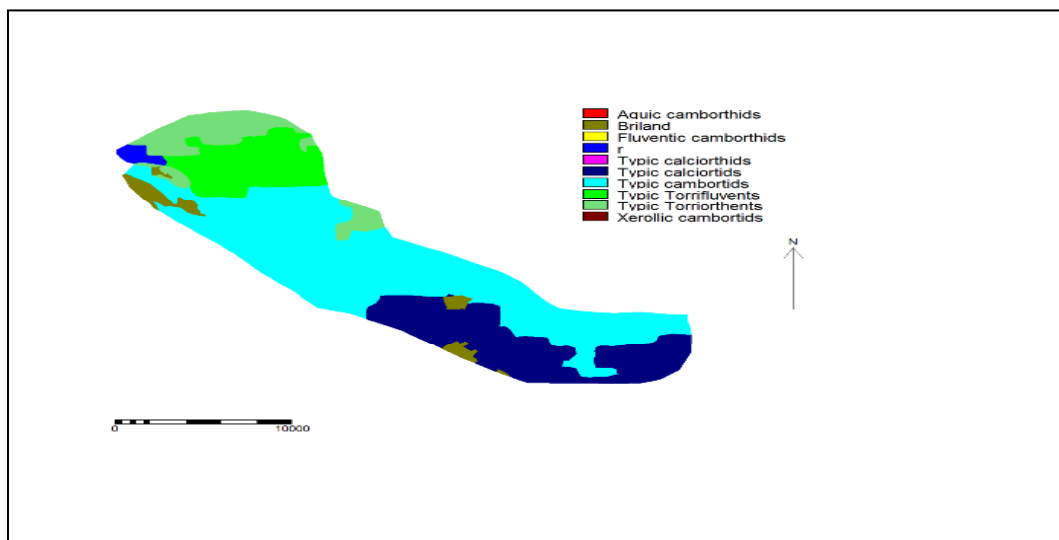 Aquic camborthids
Briland
Fluventic camborthids
r
Typic calciorthids
Typic calciortids
Typic cambortids
Typic Torrifluvents
Typic Torriorthents
Xerollic cambortids
N
0 10000